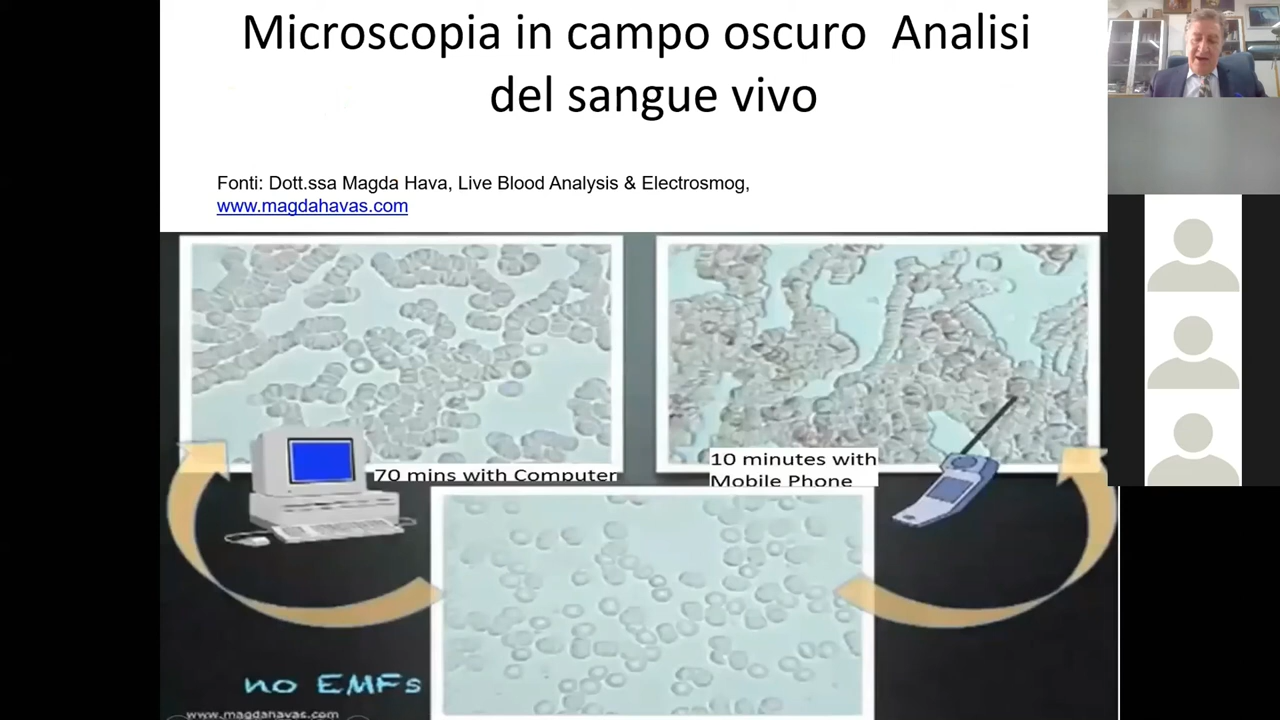 Microscopia in campo oscuro Analisi
del sangue vivo
Fonti: Dott.ssa Magda Hava, Live Blood Analysis & Electrosmog,
www.magdahavas.com
70 mins with Computer
10 minutes with
Mobile Phone
no EMFs
www.magdahavas.com